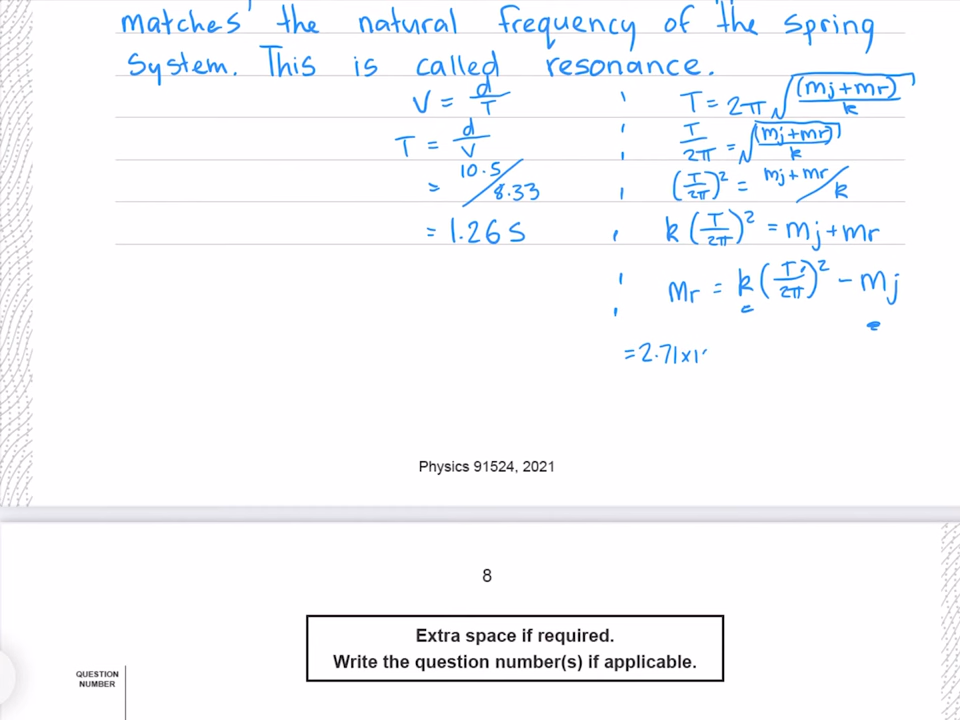 matches the natural frequency of the spring
System. This is called resonance.
V = d/T
T = d/V
= 10.5/8.33
= 1.26 s
T = 2π√((mj+mr)/k)
T/2π = √((mj+mr)/k)
(T/2π)² = mj+mr/k
k(T/2π)² = mj+mr
Mr = k(T/2π)² - mj
=2.71x1
Physics 91524, 2021
8
Extra space if required.
Write the question number(s) if applicable.
QUESTION
NUMBER